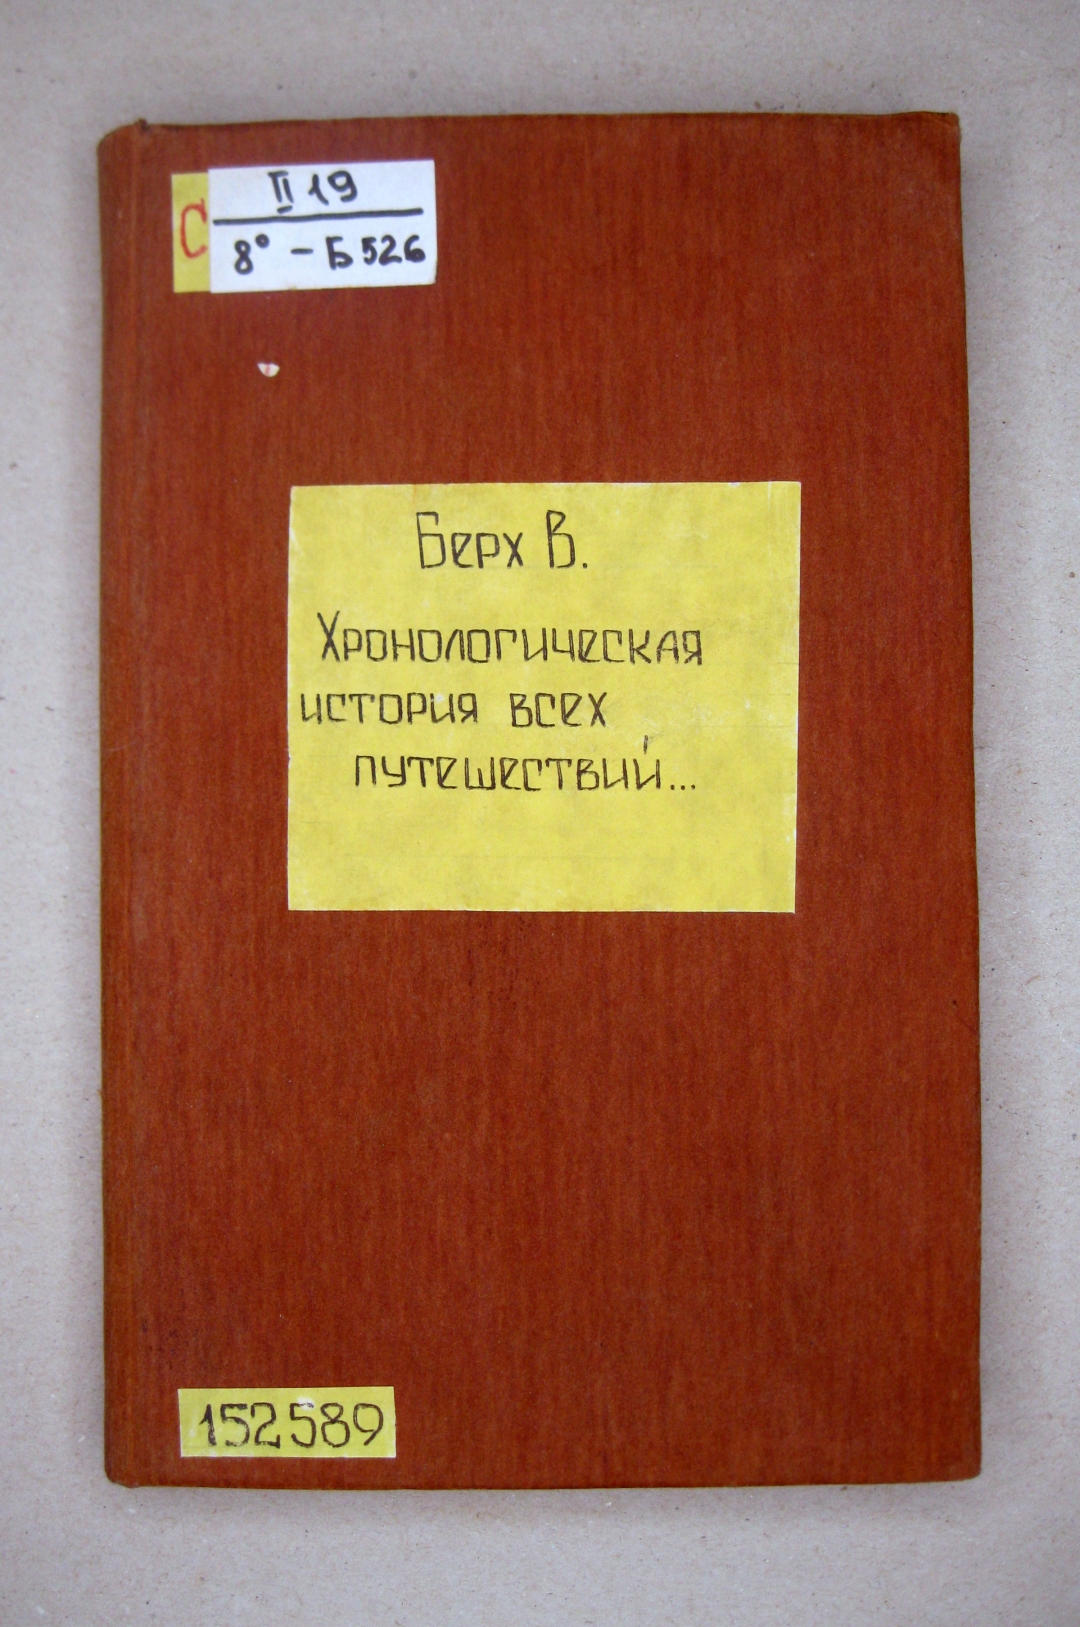 С
II 19
8° – Б 526
Берх В.
Хронологическая
история всех
путешествий...
152589